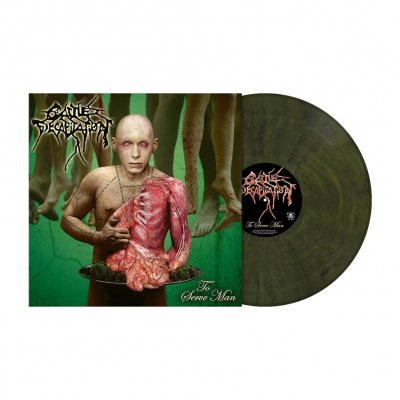 Cattle
Decapitation
To
Serve Man
Cattle
Decapitation
To Serve Man